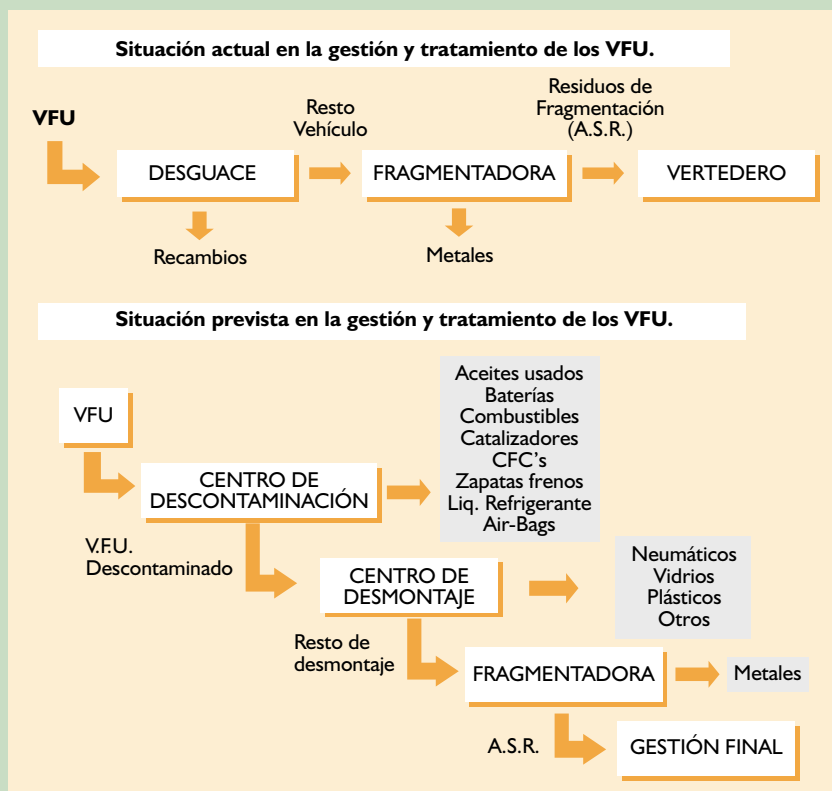 Situación actual en la gestión y tratamiento de los VFU.
VFU
Resto
Vehículo
Residuos de
Fragmentación
(A.S.R.)
DESGUACE
FRAGMENTADORA
VERTEDERO
Recambios
Metales
Situación prevista en la gestión y tratamiento de los VFU.
VFU
Aceites usados
Baterías
Combustibles
Catalizadores
CFC's
Zapatas frenos
Liq. Refrigerante
Air-Bags
CENTRO DE
DESCONTAMINACIÓN
V.F.U.
Descontaminado
CENTRO DE
DESMONTAJE
Neumáticos
Vidrios
Plásticos
Otros
Resto de
desmontaje
FRAGMENTADORA
Metales
A.S.R.
GESTIÓN FINAL